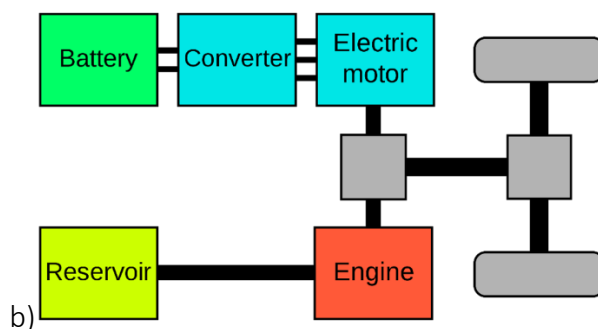 Battery
Converter
Electric
motor
Reservoir
Engine
b)